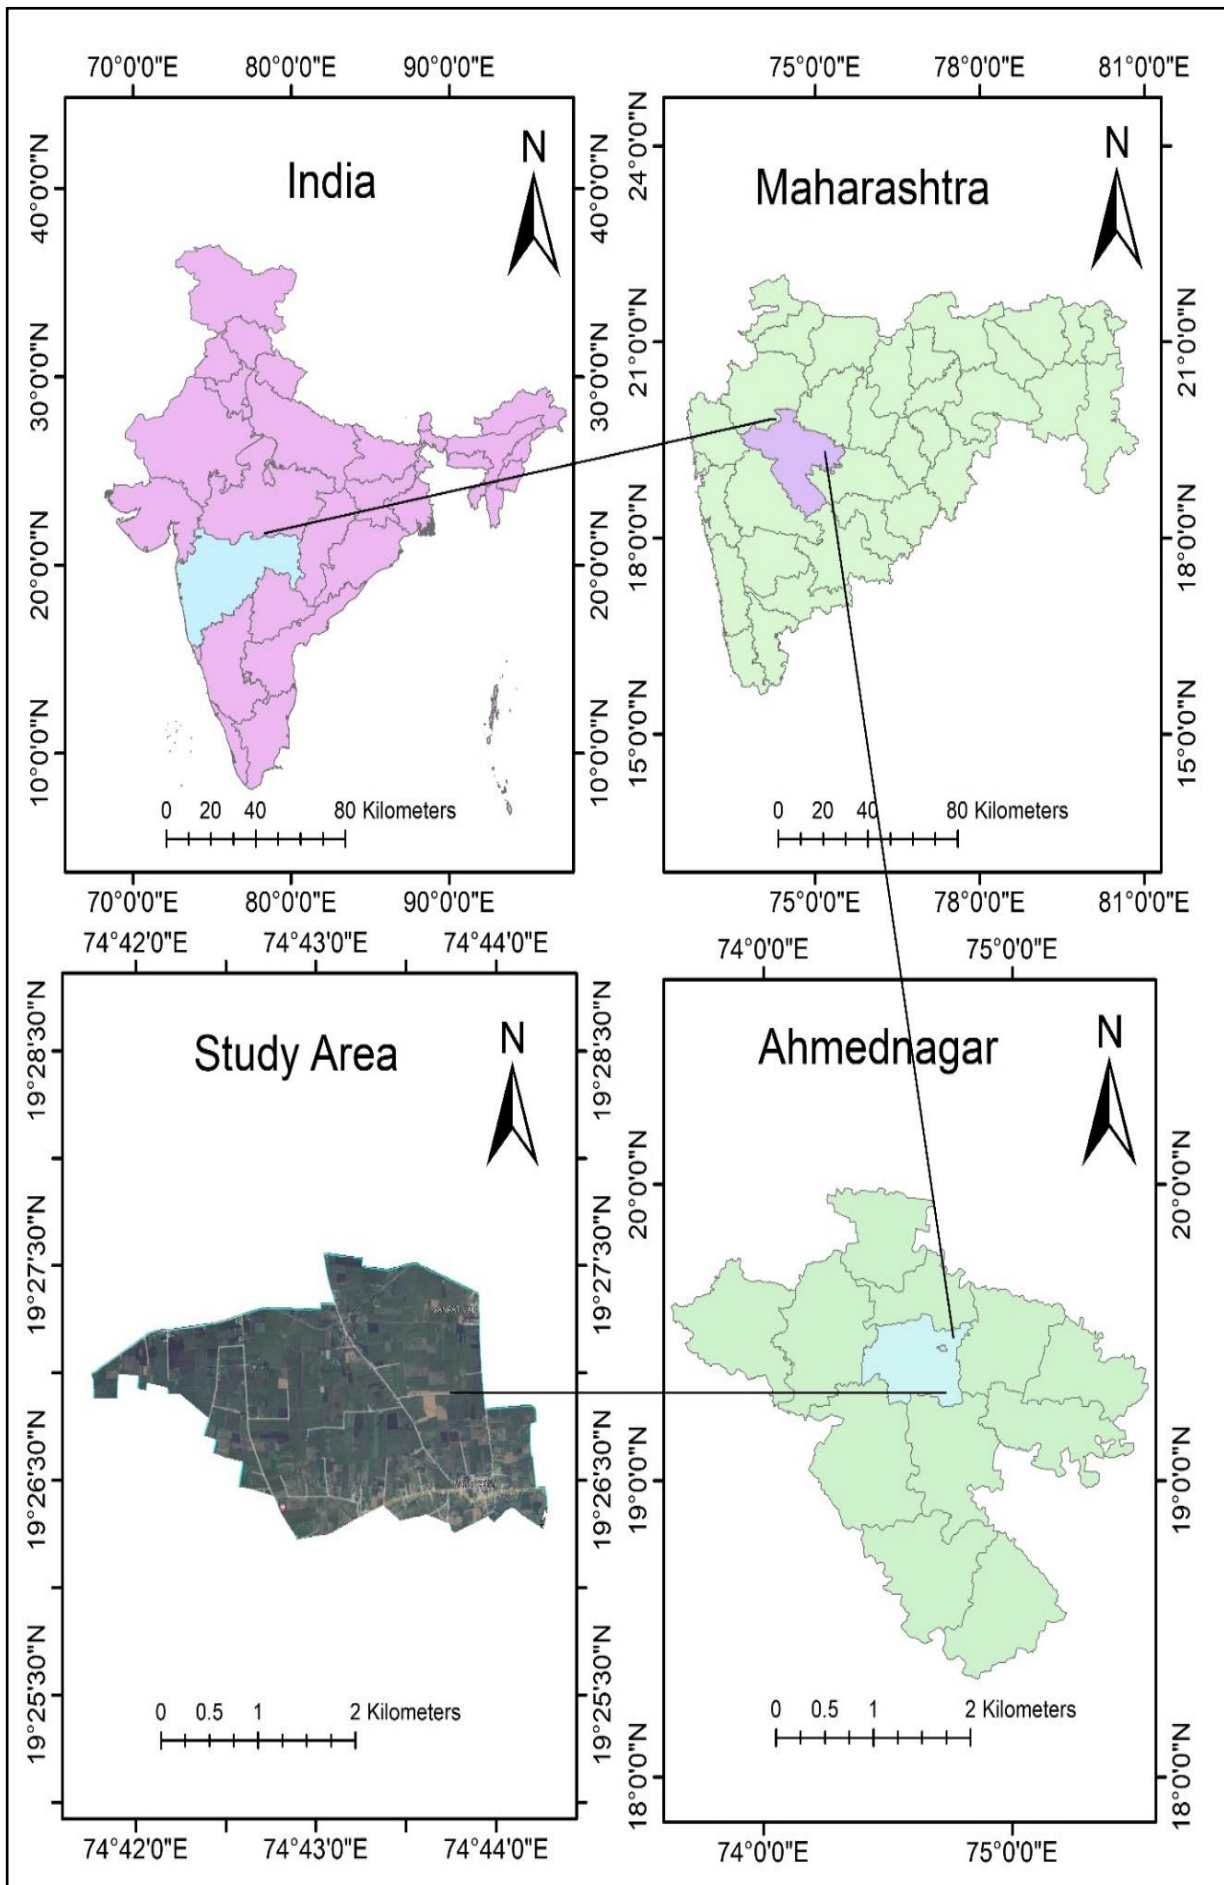 70°0'0"E 80°0'0"E 90°0'0"E
India
N
40°0'0"N
30°0'0"N
20°0'0"N
10°0'0"N
40°0'0"N
30°0'0"N
20°0'0"N
10°0'0"N
0 20 40 80 Kilometers
70°0'0"E 80°0'0"E 90°0'0"E
75°0'0"E 78°0'0"E 81°0'0"E
Maharashtra
N
24°0'0"N
21°0'0"N
18°0'0"N
15°0'0"N
24°0'0"N
21°0'0"N
18°0'0"N
15°0'0"N
0 20 40 80 Kilometers
75°0'0"E 78°0'0"E 81°0'0"E
74°42'0"E 74°43'0"E 74°44'0"E
Study Area
N
19°28'30"N
19°27'30"N
19°26'30"N
19°25'30"N
19°28'30"N
19°27'30"N
19°26'30"N
19°25'30"N
0 0.5 1 2 Kilometers
74°42'0"E 74°43'0"E 74°44'0"E
74°0'0"E 75°0'0"E
Ahmednagar
N
20°0'0"N
19°0'0"N
18°0'0"N
20°0'0"N
19°0'0"N
18°0'0"N
0 0.5 1 2 Kilometers
74°0'0"E 75°0'0"E